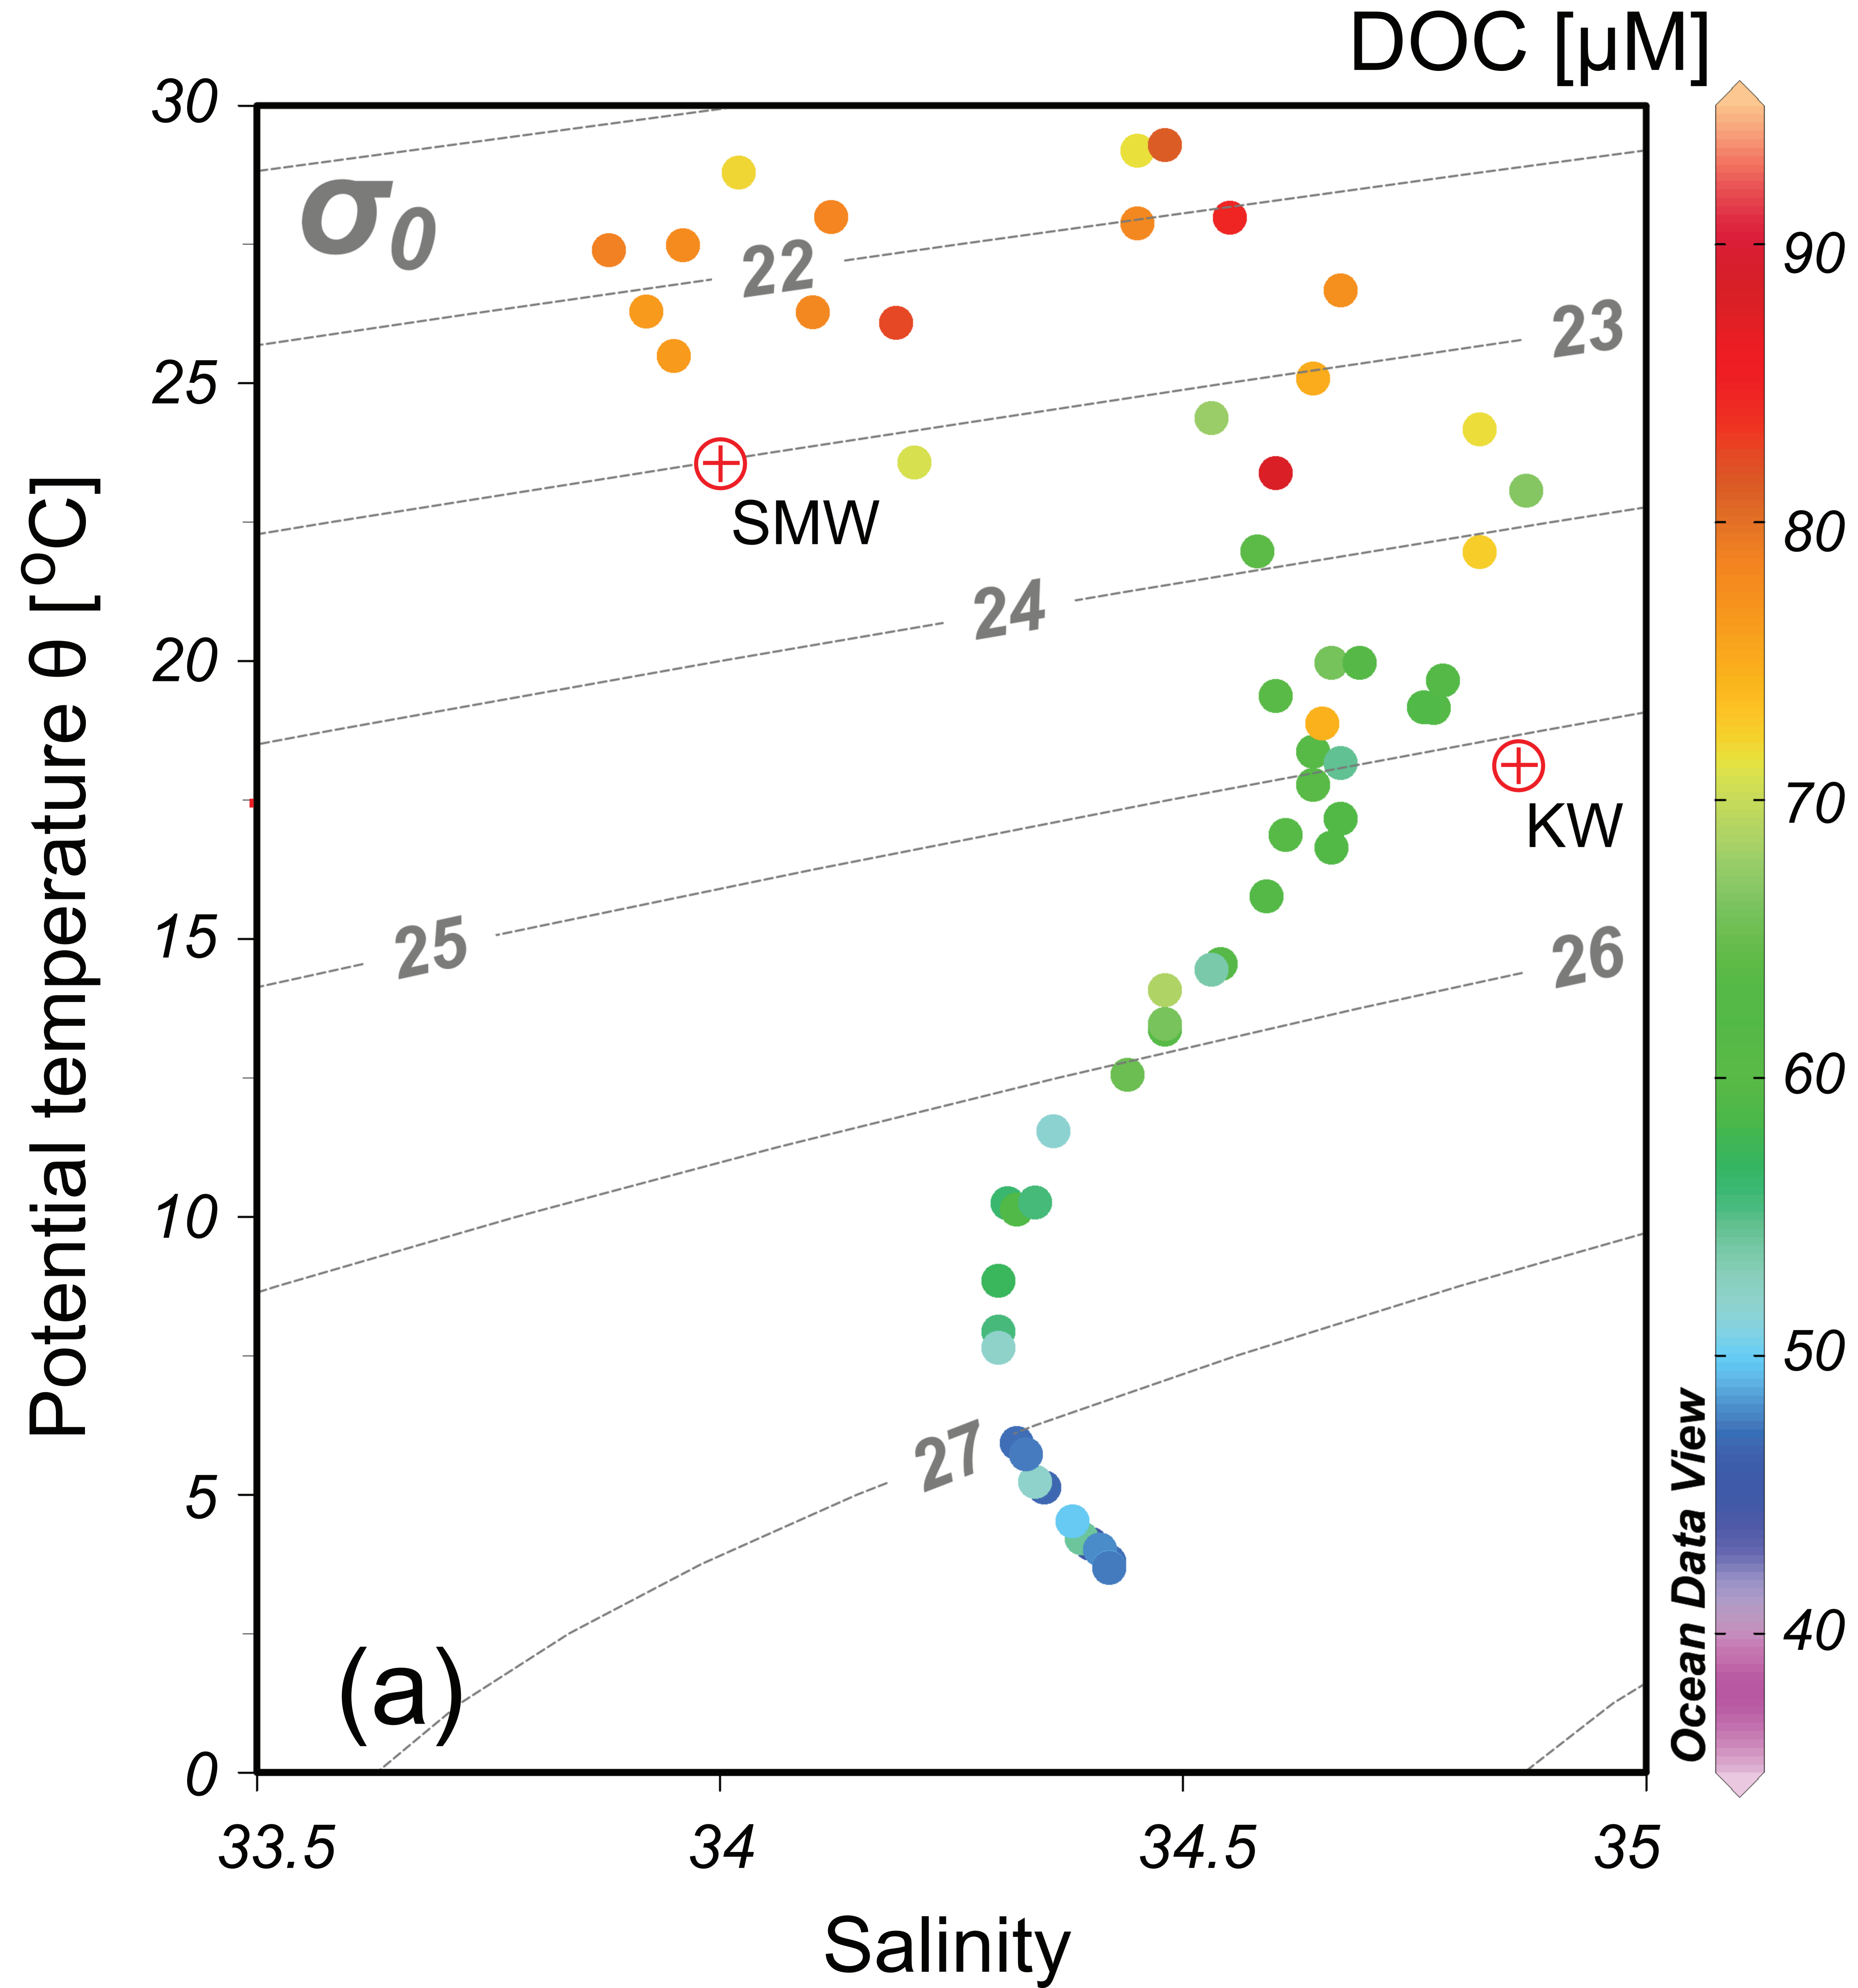 DOC [μM]
30
25
20
15
10
5
0
Potential temperature θ [°C]
σ0
22
23
24
25
26
27
SMW
KW
(a)
33.5 34 34.5 35
Salinity
90
80
70
60
50
40
Ocean Data View